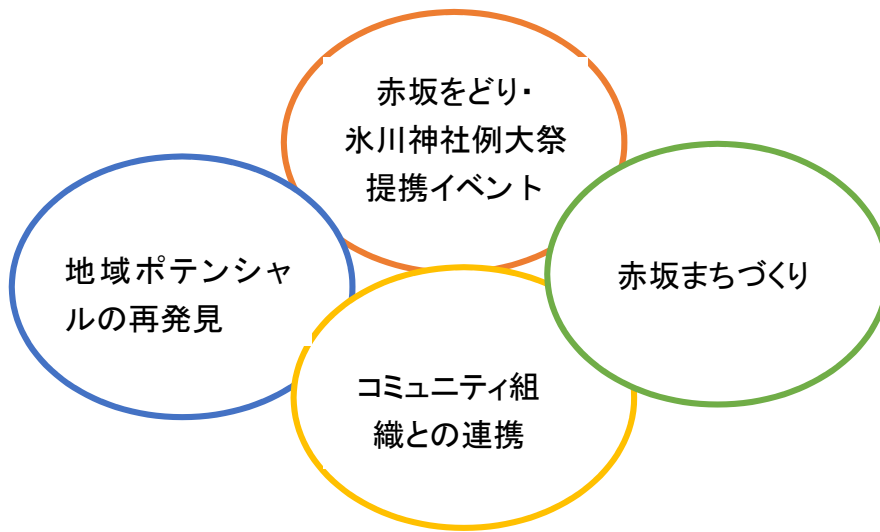 赤坂をどり・
氷川神社例大祭
提携イベント
地域ポテンシャ
ルの再発見
赤坂まちづくり
コミュニティ組
織との連携